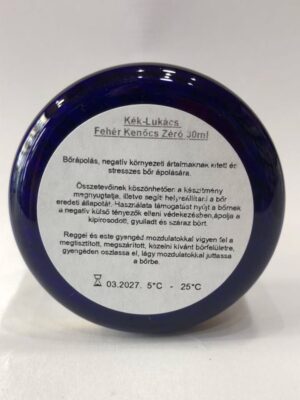 Kék-Lukács
Fehér Kenőcs Zéró 30ml
Bőrápolás, negatív környezeti ártalmaknak kitett és
stresszes bőr ápolására.
Összetevőinek köszönhetően a készítmény
megnyugtatja, illetve segít helyreállítani a bőr
eredeti állapotát. Használata támogatást nyújt a bőrnek
a negatív külső tényezők elleni védekezésben,ápolja a
kipirosodott, gyulladt és száraz bőrt.
Reggel és este gyengéd mozdulatokkal vigyen fel a
megtisztított, megszárított, kezelni kívánt bőrfelületre,
gyengéden oszlassa el, lágy mozdulatokkal juttassa
a bőrbe.
03.2027. 5°C - 25°C